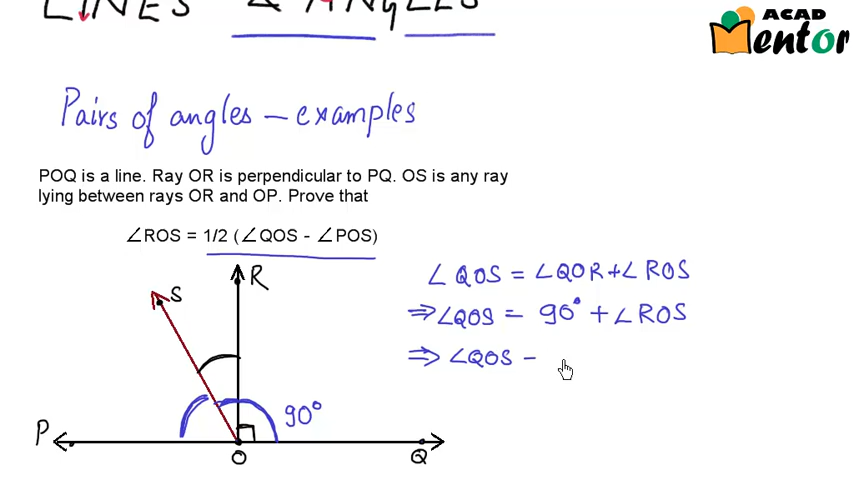 LINES & ANGLES
ACAD
Mentor
Pairs of angles – examples
POQ is a line. Ray OR is perpendicular to PQ. OS is any ray
lying between rays OR and OP. Prove that
∠ROS = 1/2 (∠QOS - ∠POS)
∠QOS = ∠QOR + ∠ROS
⇒ ∠QOS = 90° + ∠ROS
⇒ ∠QOS –
R
S
90°
P
O
Q